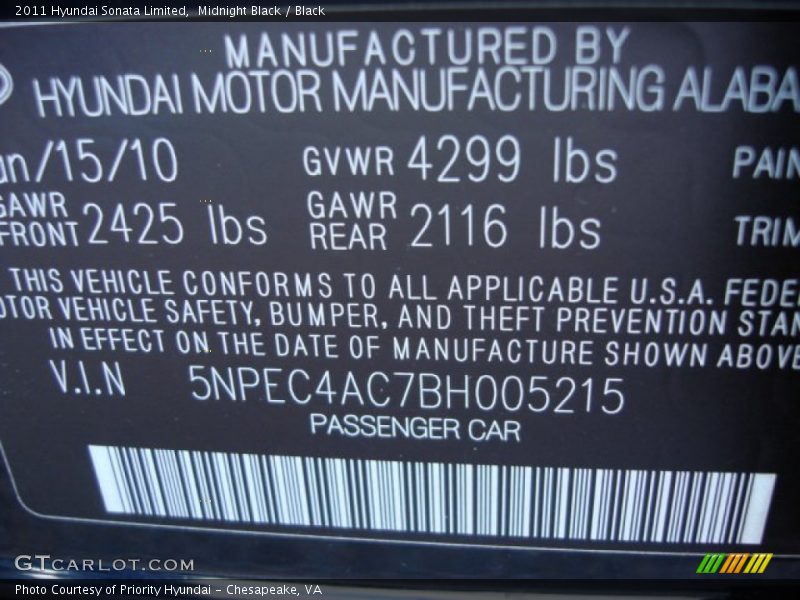 2011 Hyundai Sonata Limited, Midnight Black / Black
MANUFACTURED BY
HYUNDAI MOTOR MANUFACTURING ALABA
un/15/10 GVWR 4299 lbs PAIN
GAWR FRONT 2425 lbs GAWR REAR 2116 lbs TRIM
THIS VEHICLE CONFORMS TO ALL APPLICABLE U.S.A. FEDE
OTOR VEHICLE SAFETY, BUMPER, AND THEFT PREVENTION STAN
IN EFFECT ON THE DATE OF MANUFACTURE SHOWN ABOVE
V.I.N 5NPEC4AC7BH005215
PASSENGER CAR
GTCARLOT.COM
Photo Courtesy of Priority Hyundai - Chesapeake, VA